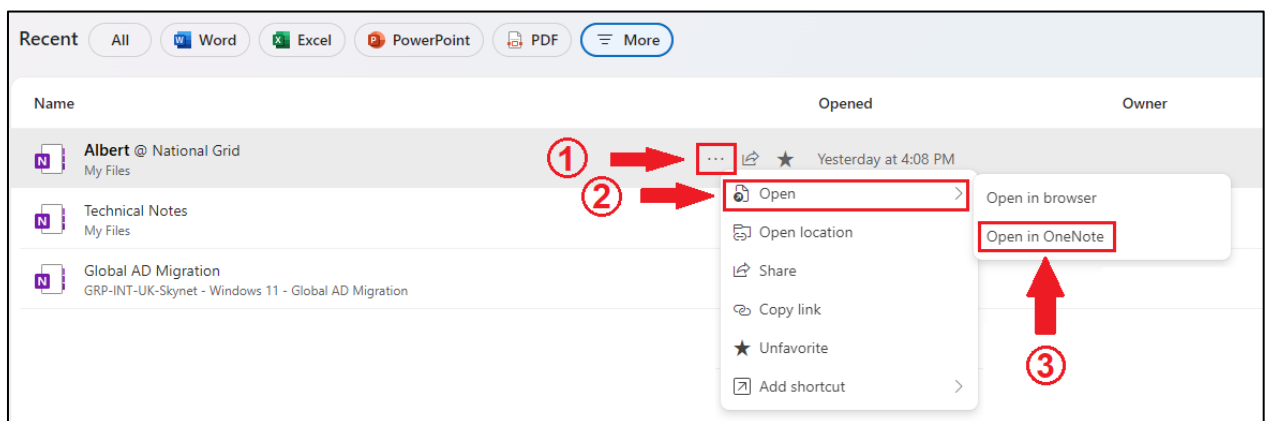 Recent All Word Excel PowerPoint PDF More
Name Opened Owner
Albert @ National Grid
My Files
1 ... Yesterday at 4:08 PM
2 Open Open in browser
Technical Notes
My Files
Open location Open in OneNote
Global AD Migration
GRP-INT-UK-Skynet - Windows 11 - Global AD Migration
Share
Copy link
Unfavorite
3
Add shortcut